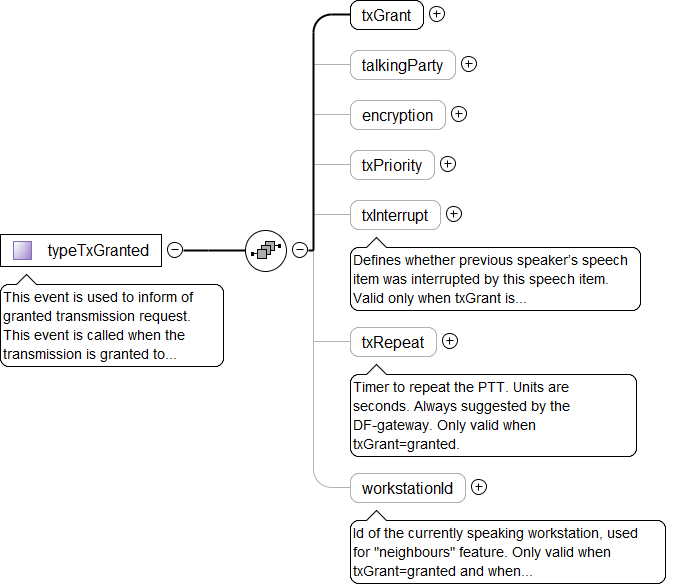 txGrant
talkingParty
encryption
txPriority
txInterrupt
Defines whether previous speaker's speech
item was interrupted by this speech item.
Valid only when txGrant is...
typeTxGranted
This event is used to inform of
granted transmission request.
This event is called when the
transmission is granted to...
txRepeat
Timer to repeat the PTT. Units are
seconds. Always suggested by the
DF-gateway. Only valid when
txGrant=granted.
workstationId
Id of the currently speaking workstation, used
for "neighbours" feature. Only valid when
txGrant=granted and when...